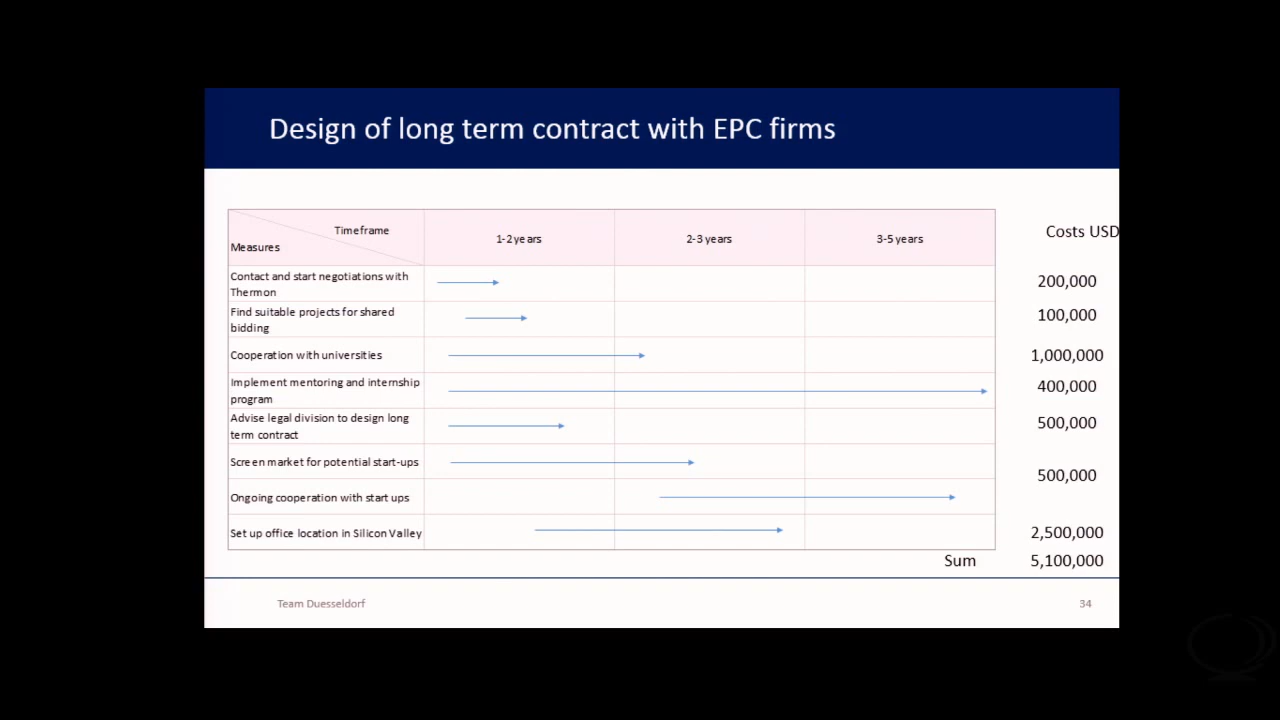 Design of long term contract with EPC firms
Timeframe
Measures
1-2 years
2-3 years
3-5 years
Costs USD
Contact and start negotiations with
Thermon
200,000
Find suitable projects for shared
bidding
100,000
Cooperation with universities
1,000,000
Implement mentoring and internship
program
400,000
Advise legal division to design long
term contract
500,000
Screen market for potential start-ups
500,000
Ongoing cooperation with start ups
Set up office location in Silicon Valley
2,500,000
Sum
5,100,000
Team Duesseldorf
34